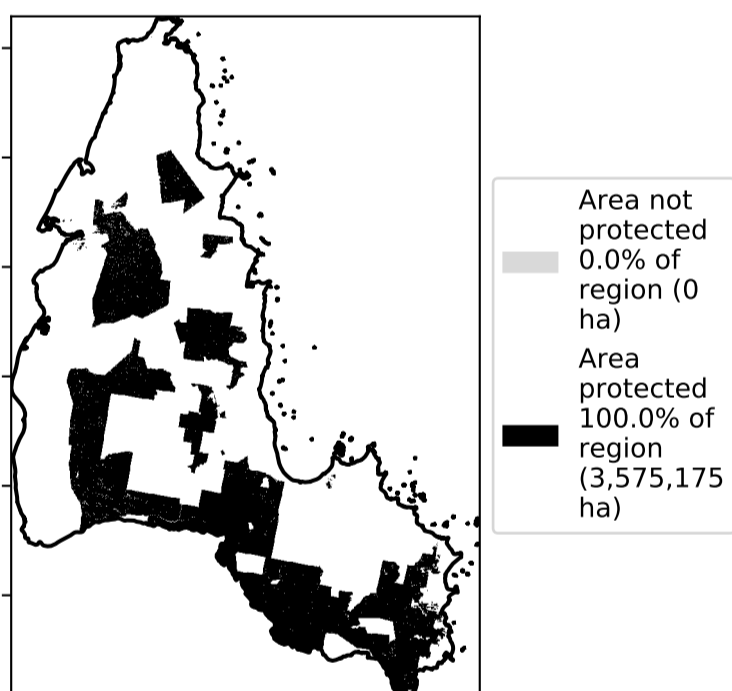 Area not
protected
0.0% of
region (0
ha)
Area
protected
100.0% of
region
(3,575,175
ha)